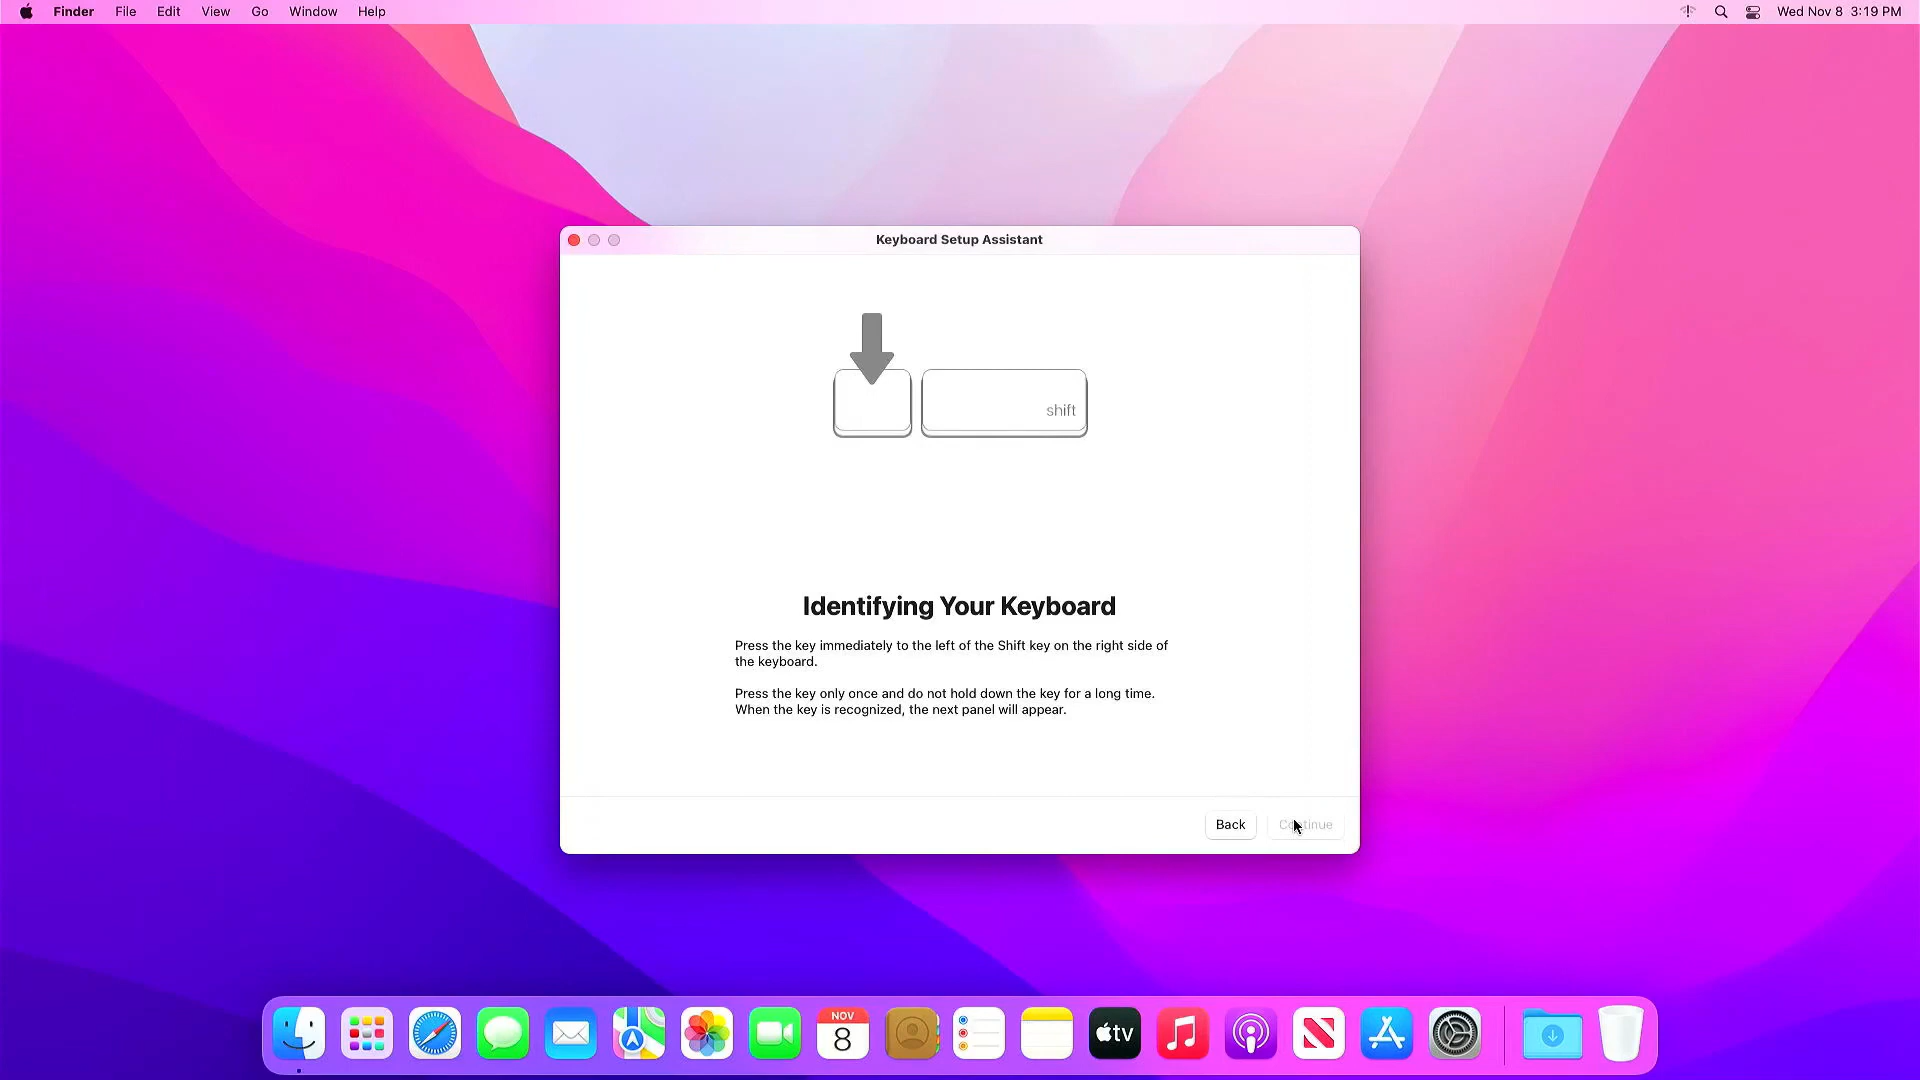 Finder File Edit View Go Window Help Wed Nov 8 3:19 PM
Keyboard Setup Assistant
shift
Identifying Your Keyboard
Press the key immediately to the left of the Shift key on the right side of
the keyboard.
Press the key only once and do not hold down the key for a long time.
When the key is recognized, the next panel will appear.
Back Continue
NOV
8
tv